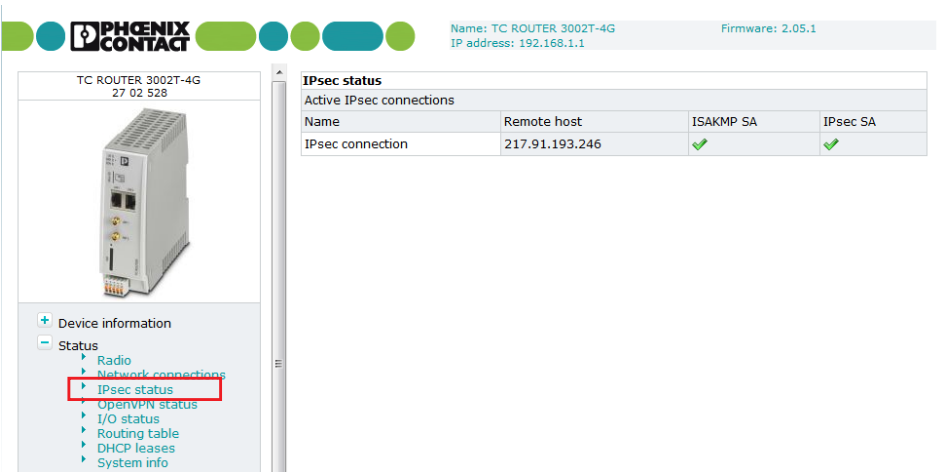 PHŒNIX
CONTACT
Name: TC ROUTER 3002T-4G
Firmware: 2.05.1
IP address: 192.168.1.1
TC ROUTER 3002T-4G
27 02 528
Device information
Status
Radio
Network connections
IPsec status
OpenVPN status
I/O status
Routing table
DHCP leases
System info
IPsec status
Active IPsec connections
Name Remote host ISAKMP SA IPsec SA
IPsec connection 217.91.193.246